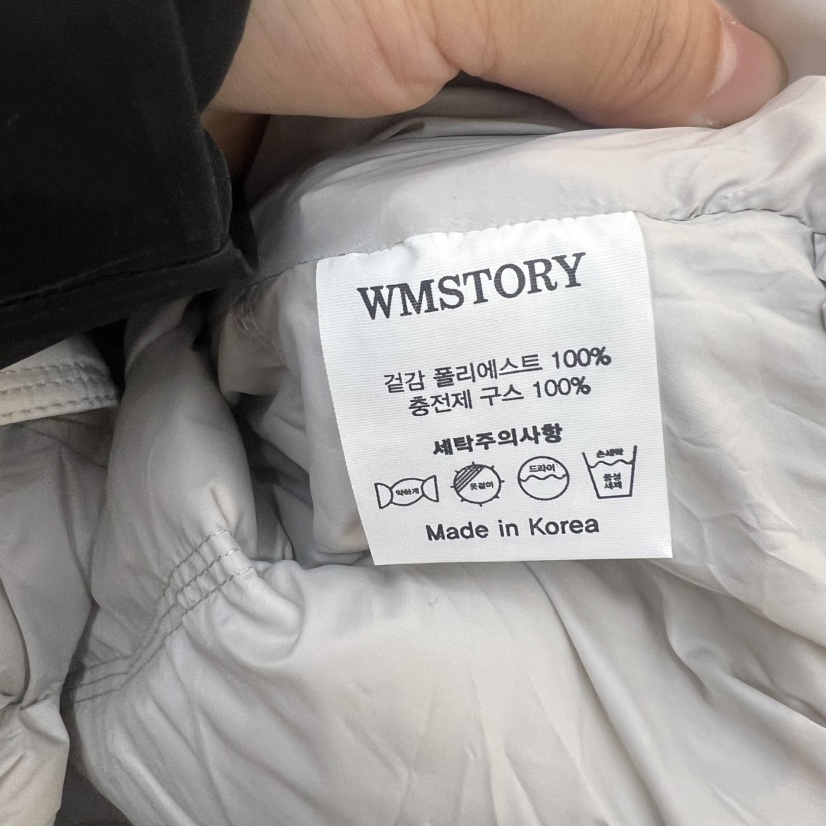 WMSTORY
겉감 폴리에스트 100%
충전제 구스 100%
세탁주의사항
약하게 옷걸이 드라이 손세탁 중성 세제
Made in Korea